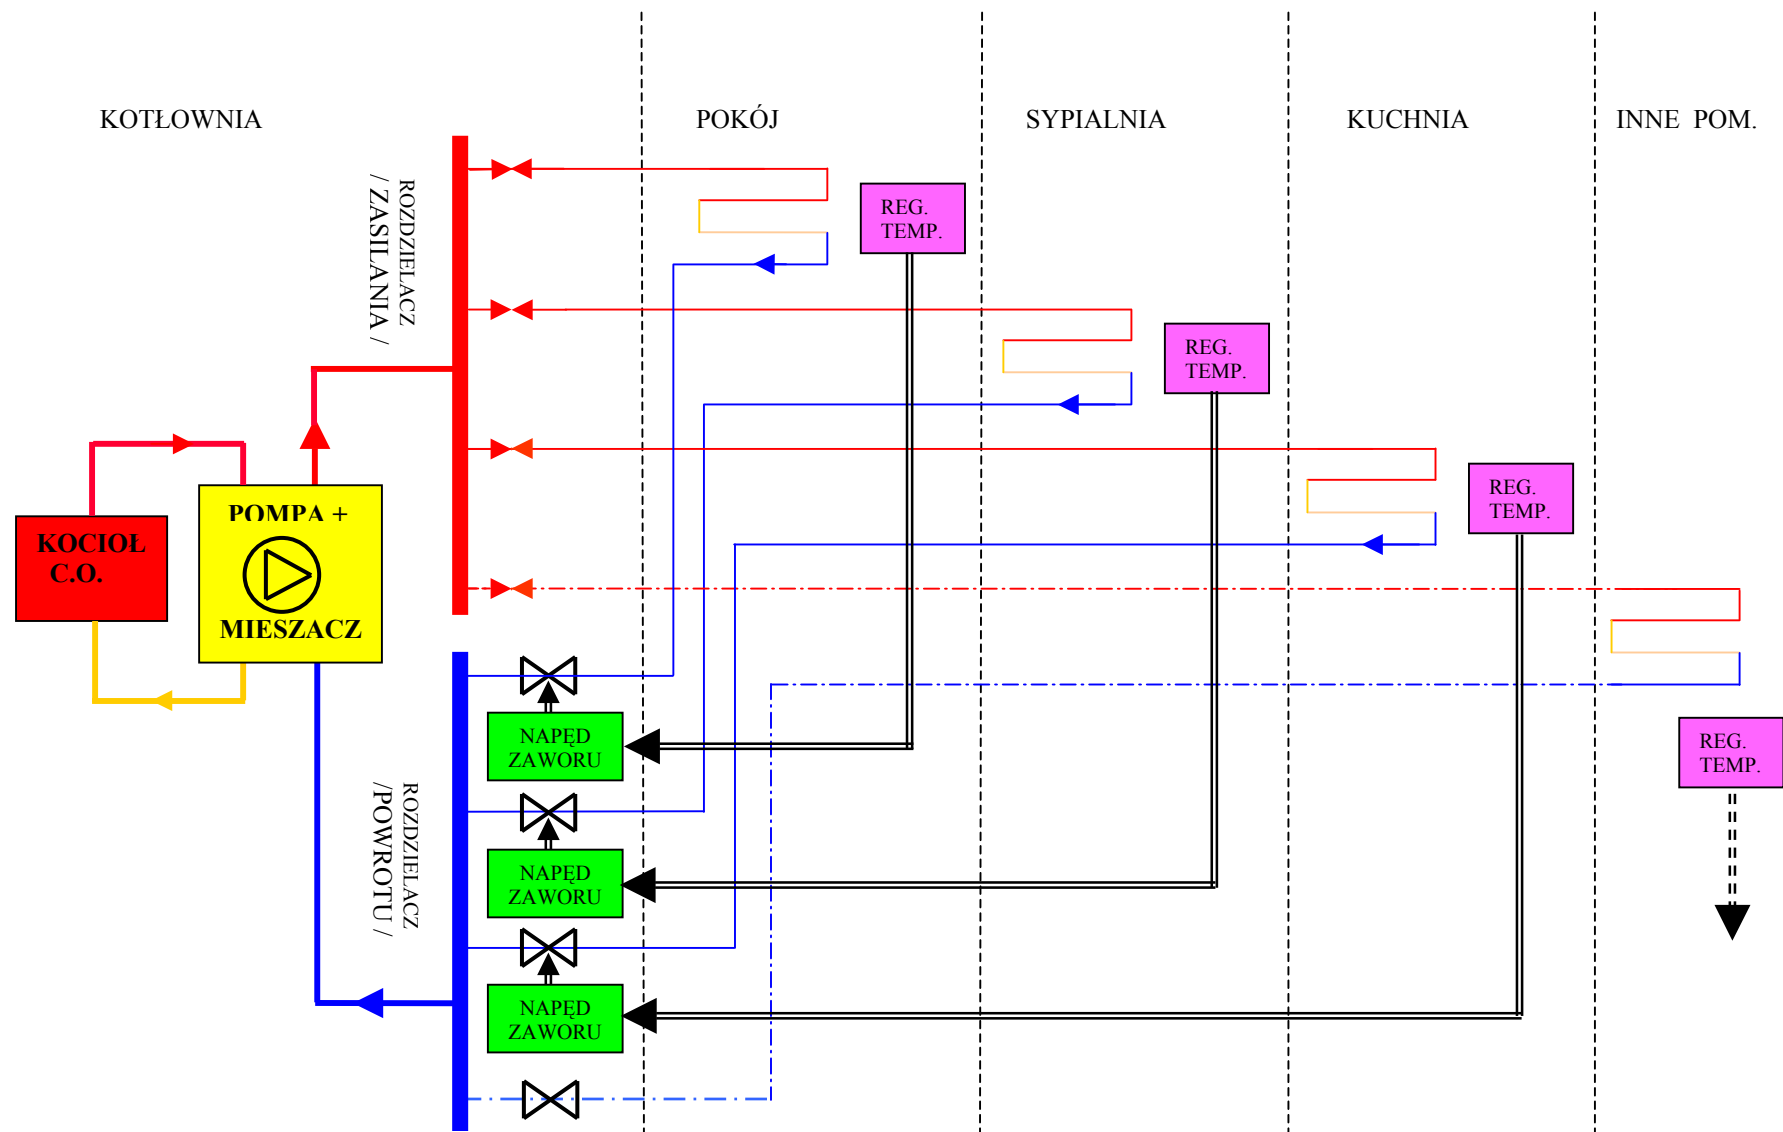 KOTŁOWNIA
POKÓJ
SYPIALNIA
KUCHNIA
INNE POM.
ROZDZIELACZ
/ ZASILANIA /
REG.
TEMP.
REG.
TEMP.
REG.
TEMP.
KOCIOŁ
C.O.
POMPA +
MIESZACZ
REG.
TEMP.
ROZDZIELACZ
/POWROTU /
NAPĘD
ZAWORU
NAPĘD
ZAWORU
NAPĘD
ZAWORU